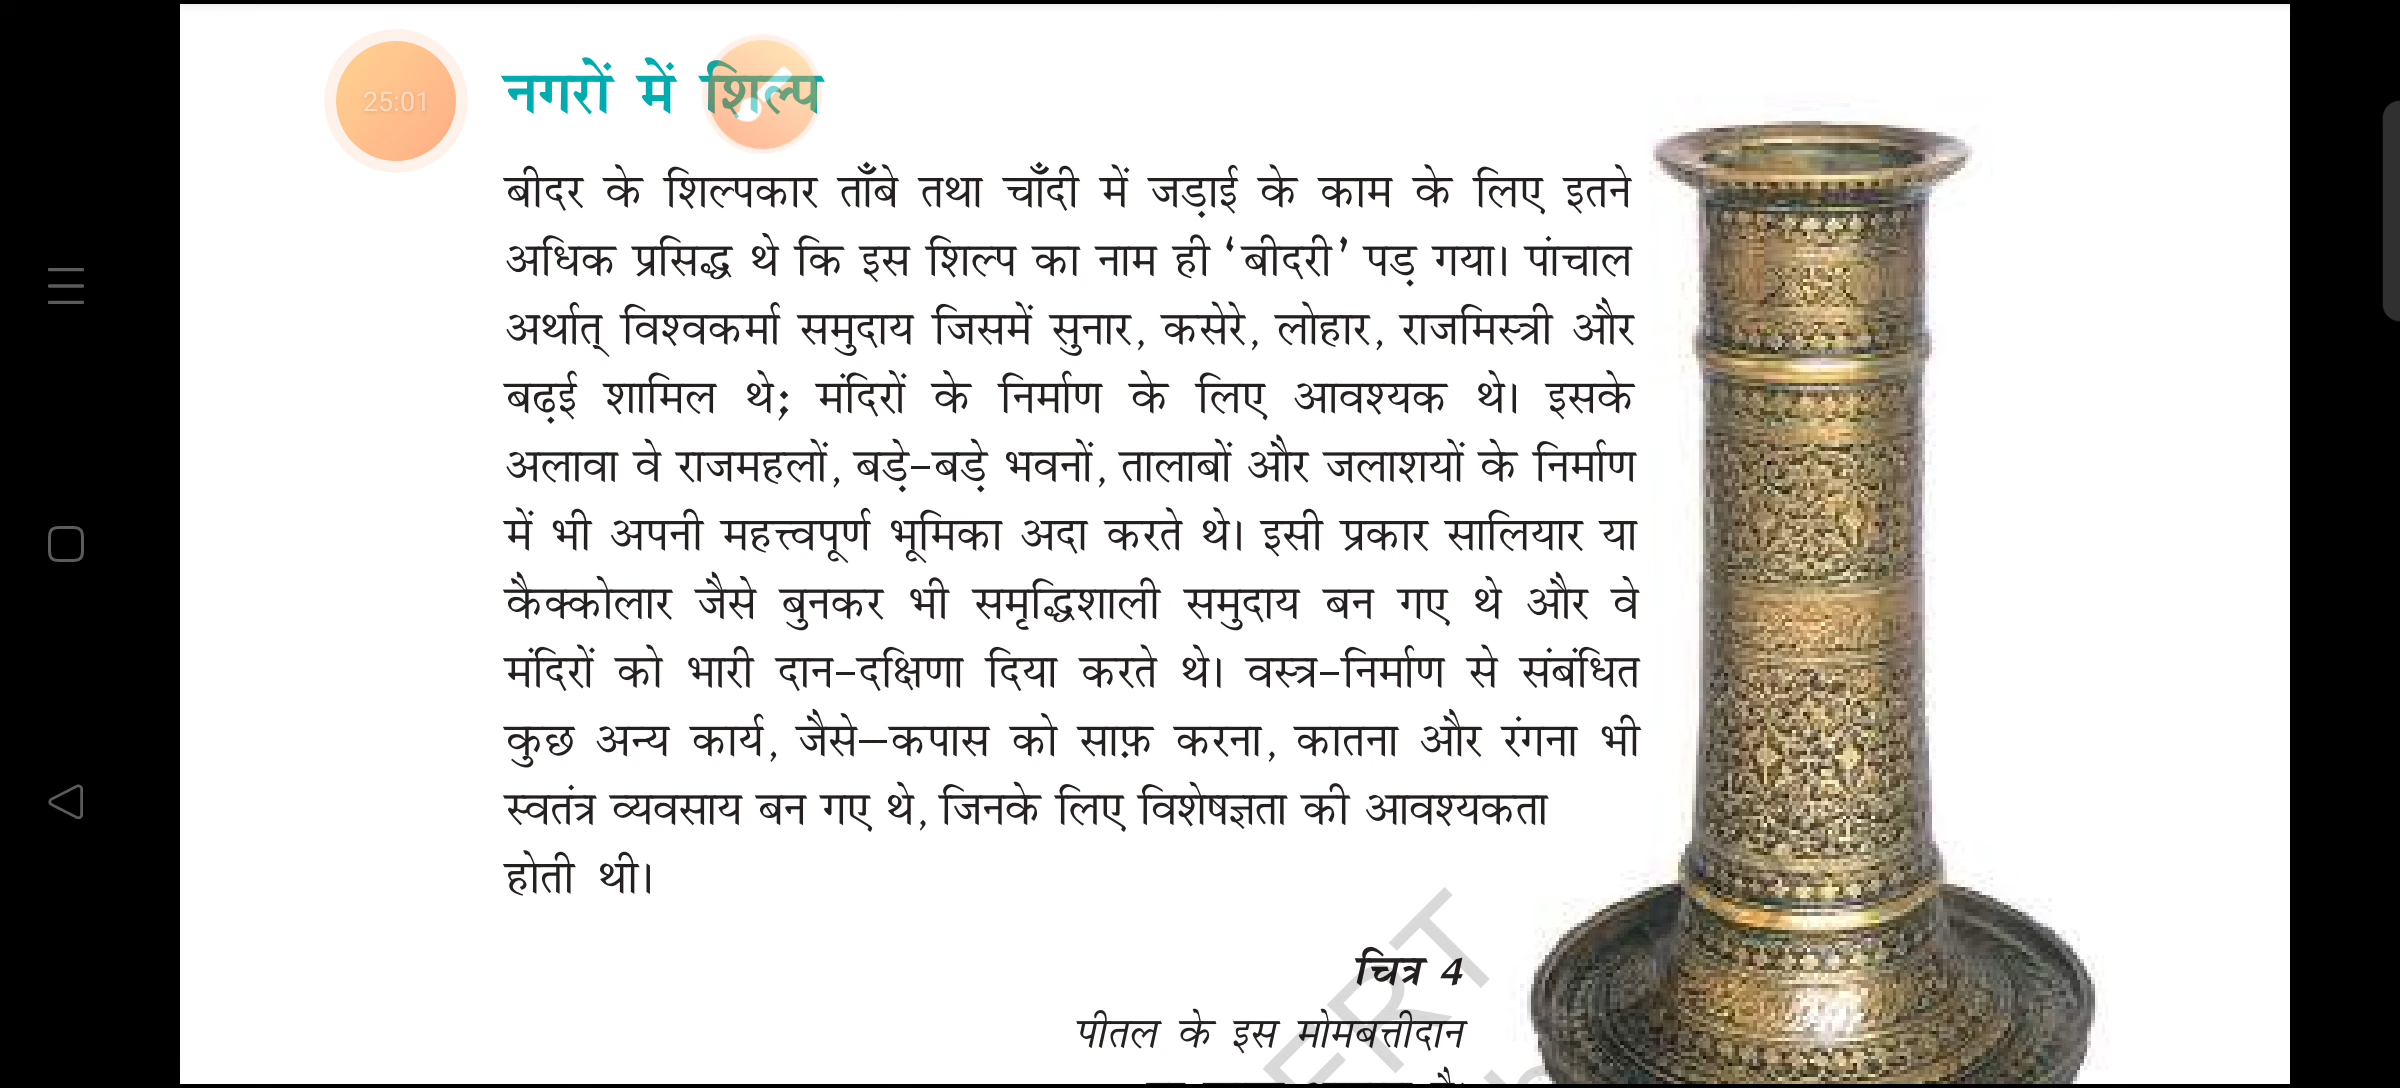 25:01
नगरों में शिल्प
बीदर के शिल्पकार ताँबे तथा चाँदी में जड़ाई के काम के लिए इतने
अधिक प्रसिद्ध थे कि इस शिल्प का नाम ही ‘बीदरी’ पड़ गया। पांचाल
अर्थात् विश्वकर्मा समुदाय जिसमें सुनार, कसेरे, लोहार, राजमिस्त्री और
बढ़ई शामिल थे; मंदिरों के निर्माण के लिए आवश्यक थे। इसके
अलावा वे राजमहलों, बड़े–बड़े भवनों, तालाबों और जलाशयों के निर्माण
में भी अपनी महत्त्वपूर्ण भूमिका अदा करते थे। इसी प्रकार सालियार या
कैक्कोलार जैसे बुनकर भी समृद्धिशाली समुदाय बन गए थे और वे
मंदिरों को भारी दान–दक्षिणा दिया करते थे। वस्त्र–निर्माण से संबंधित
कुछ अन्य कार्य, जैसे—कपास को साफ़ करना, कातना और रंगना भी
स्वतंत्र व्यवसाय बन गए थे, जिनके लिए विशेषज्ञता की आवश्यकता
होती थी।
चित्र 4
पीतल के इस मोमबत्तीदान